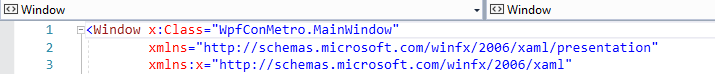 Window Window
1 <Window x:Class="WpfConMetro.MainWindow"
2 xmlns="http://schemas.microsoft.com/winfx/2006/xaml/presentation"
3 xmlns:x="http://schemas.microsoft.com/winfx/2006/xaml"